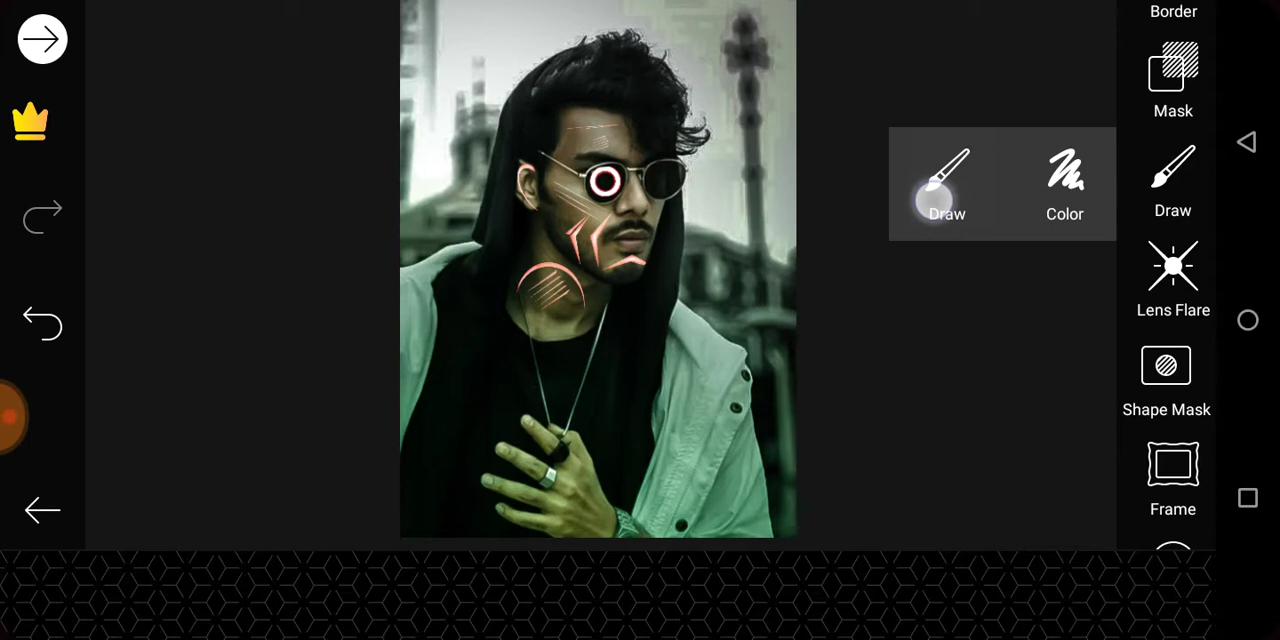 Border
Mask
Draw
Color
Draw
Lens Flare
Shape Mask
Frame